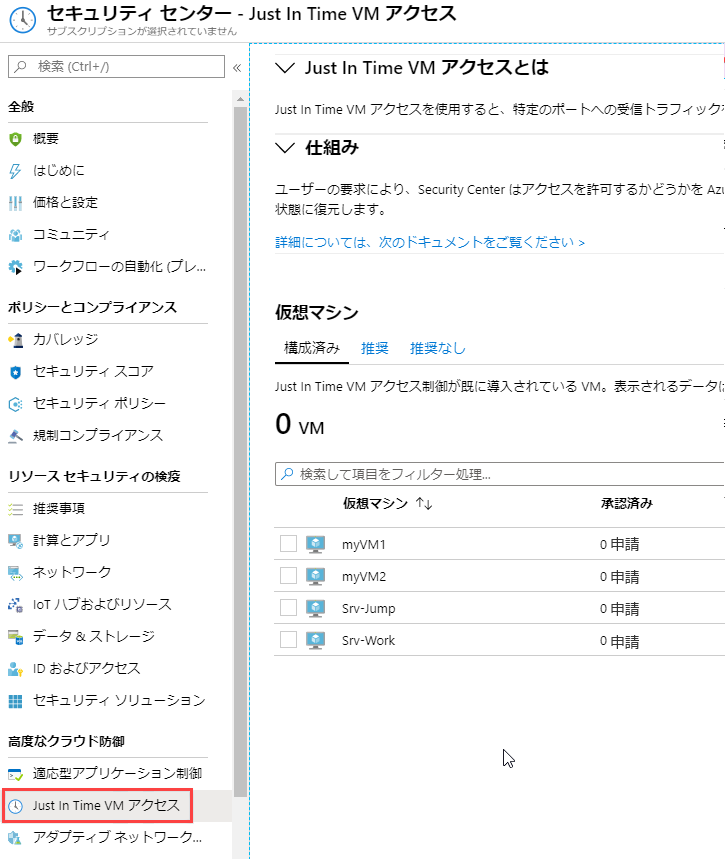 セキュリティ センター - Just In Time VM アクセス
サブスクリプションが選択されていません
検索 (Ctrl+/)
«
全般
概要
はじめに
価格と設定
コミュニティ
ワークフローの自動化 (プレ...
ポリシーとコンプライアンス
カバレッジ
セキュリティ スコア
セキュリティ ポリシー
規制コンプライアンス
リソース セキュリティの検疫
推奨事項
計算とアプリ
ネットワーク
IoT ハブおよびリソース
データ & ストレージ
ID およびアクセス
セキュリティ ソリューション
高度なクラウド防御
適応型アプリケーション制御
Just In Time VM アクセス
アダプティブ ネットワーク...
Just In Time VM アクセスとは
Just In Time VM アクセスを使用すると、特定のポートへの受信トラフィック
仕組み
ユーザーの要求により、Security Center はアクセスを許可するかどうかを Azu
状態に復元します。
詳細については、次のドキュメントをご覧ください >
仮想マシン
構成済み 推奨 推奨なし
Just In Time VM アクセス制御が既に導入されている VM。表示されるデータは
0 VM
検索して項目をフィルター処理...
仮想マシン ↑↓ 承認済み
myVM1 0 申請
myVM2 0 申請
Srv-Jump 0 申請
Srv-Work 0 申請